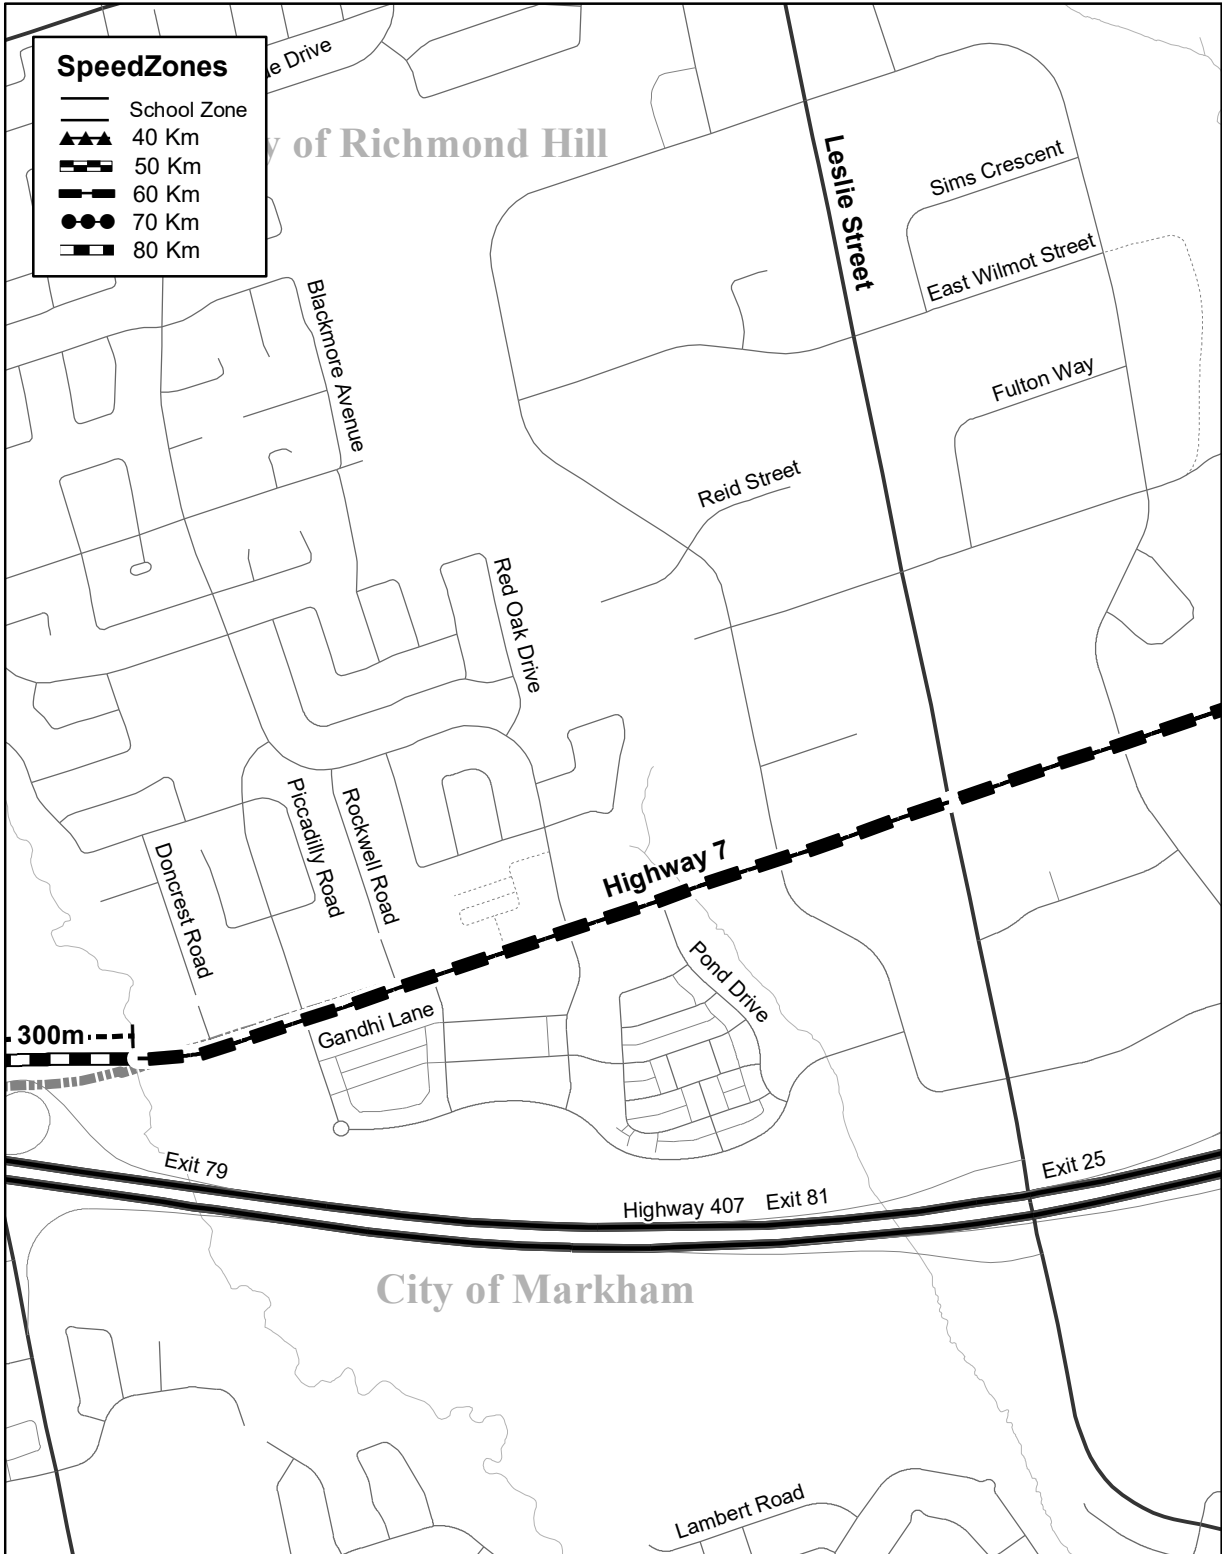 SpeedZones
School Zone
40 Km
50 Km
60 Km
70 Km
80 Km
Drive
of Richmond Hill
Leslie Street
Sims Crescent
East Wilmot Street
Fulton Way
Blackmore Avenue
Reid Street
Red Oak Drive
Piccadilly Road
Rockwell Road
Doncrest Road
Highway 7
Pond Drive
Gandhi Lane
300m
Exit 79
Highway 407
Exit 81
Exit 25
City of Markham
Lambert Road